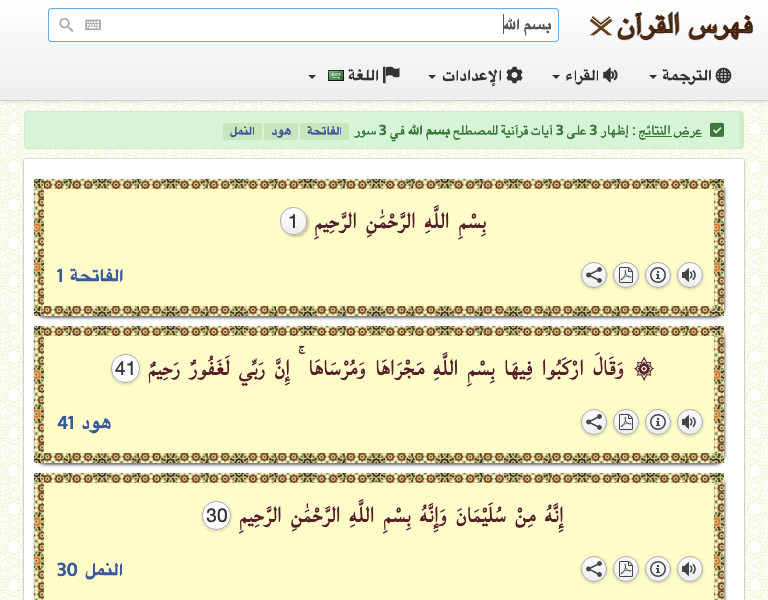 فهرس القرآن
بسم الله
الترجمة القراء الإعدادات اللغة
عرض النتائج : إظهار 3 على 3 آيات قرآنية للمصطلح بسم الله في 3 سور الفاتحة هود النمل
بِسْمِ اللَّهِ الرَّحْمَٰنِ الرَّحِيمِ 1
الفاتحة 1
۞ وَقَالَ ارْكَبُوا فِيهَا بِسْمِ اللَّهِ مَجْرَاهَا وَمُرْسَاهَا ۚ إِنَّ رَبِّي لَغَفُورٌ رَحِيمٌ 41
هود 41
إِنَّهُ مِنْ سُلَيْمَانَ وَإِنَّهُ بِسْمِ اللَّهِ الرَّحْمَٰنِ الرَّحِيمِ 30
النمل 30